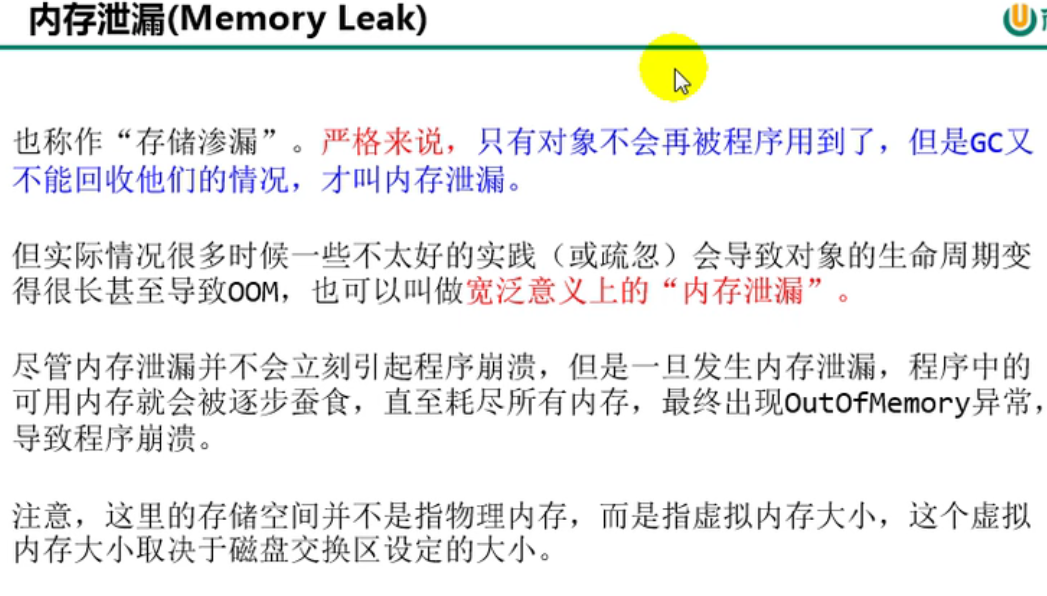 内存泄漏(Memory Leak)
也称作“存储渗漏”。严格来说，只有对象不会再被程序用到了，但是GC又
不能回收他们的情况，才叫内存泄漏。
但实际情况很多时候一些不太好的实践（或疏忽）会导致对象的生命周期变
得很长甚至导致OOM，也可以叫做宽泛意义上的“内存泄漏”。
尽管内存泄漏并不会立刻引起程序崩溃，但是一旦发生内存泄漏，程序中的
可用内存就会被逐步蚕食，直至耗尽所有内存，最终出现OutOfMemory异常，
导致程序崩溃。
注意，这里的存储空间并不是指物理内存，而是指虚拟内存大小，这个虚拟
内存大小取决于磁盘交换区设定的大小。